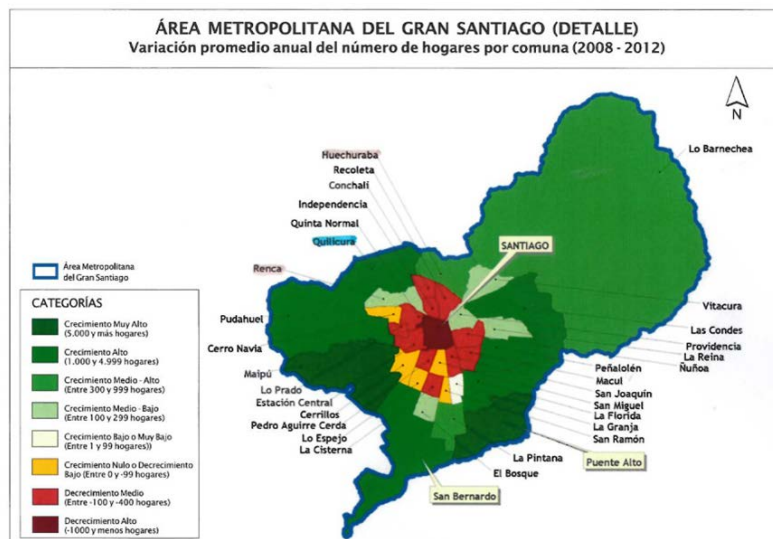 ÁREA METROPOLITANA DEL GRAN SANTIAGO (DETALLE)
Variación promedio anual del número de hogares por comuna (2008 - 2012)
N
Lo Barnechea
Huechuraba
Recoleta
Conchalí
Independencia
Quinta Normal
Quilicura
Renca
SANTIAGO
Área Metropolitana
del Gran Santiago
CATEGORÍAS
Crecimiento Muy Alto
(5.000 y más hogares)
Crecimiento Alto
(1.000 y 4.999 hogares)
Crecimiento Medio - Alto
(Entre 300 y 999 hogares)
Crecimiento Medio - Bajo
(Entre 100 y 299 hogares)
Crecimiento Bajo o Muy Bajo
(Entre 1 y 99 hogares))
Crecimiento Nulo o Decrecimiento
Bajo (Entre 0 y -99 hogares)
Decrecimiento Medio
(Entre -100 y -400 hogares)
Decrecimiento Alto
(-1000 y menos hogares)
Pudahuel
Cerro Navia
Maipú
Lo Prado
Estación Central
Cerrillos
Pedro Aguirre Cerda
Lo Espejo
La Cisterna
Vitacura
Las Condes
Providencia
La Reina
Ñuñoa
Peñalolén
Macul
San Joaquín
San Miguel
La Florida
La Granja
San Ramón
La Pintana
El Bosque
Puente Alto
San Bernardo